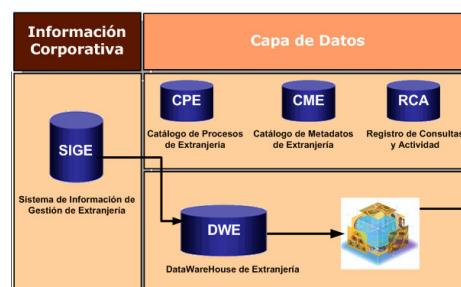 Información
Corporativa
Capa de Datos
SIGE
Sistema de Información de
Gestión de Extranjería
CPE
Catálogo de Procesos
de Extranjería
CME
Catálogo de Metadatos
de Extranjería
RCA
Registro de Consultas
y Actividad
DWE
DataWareHouse de Extranjería